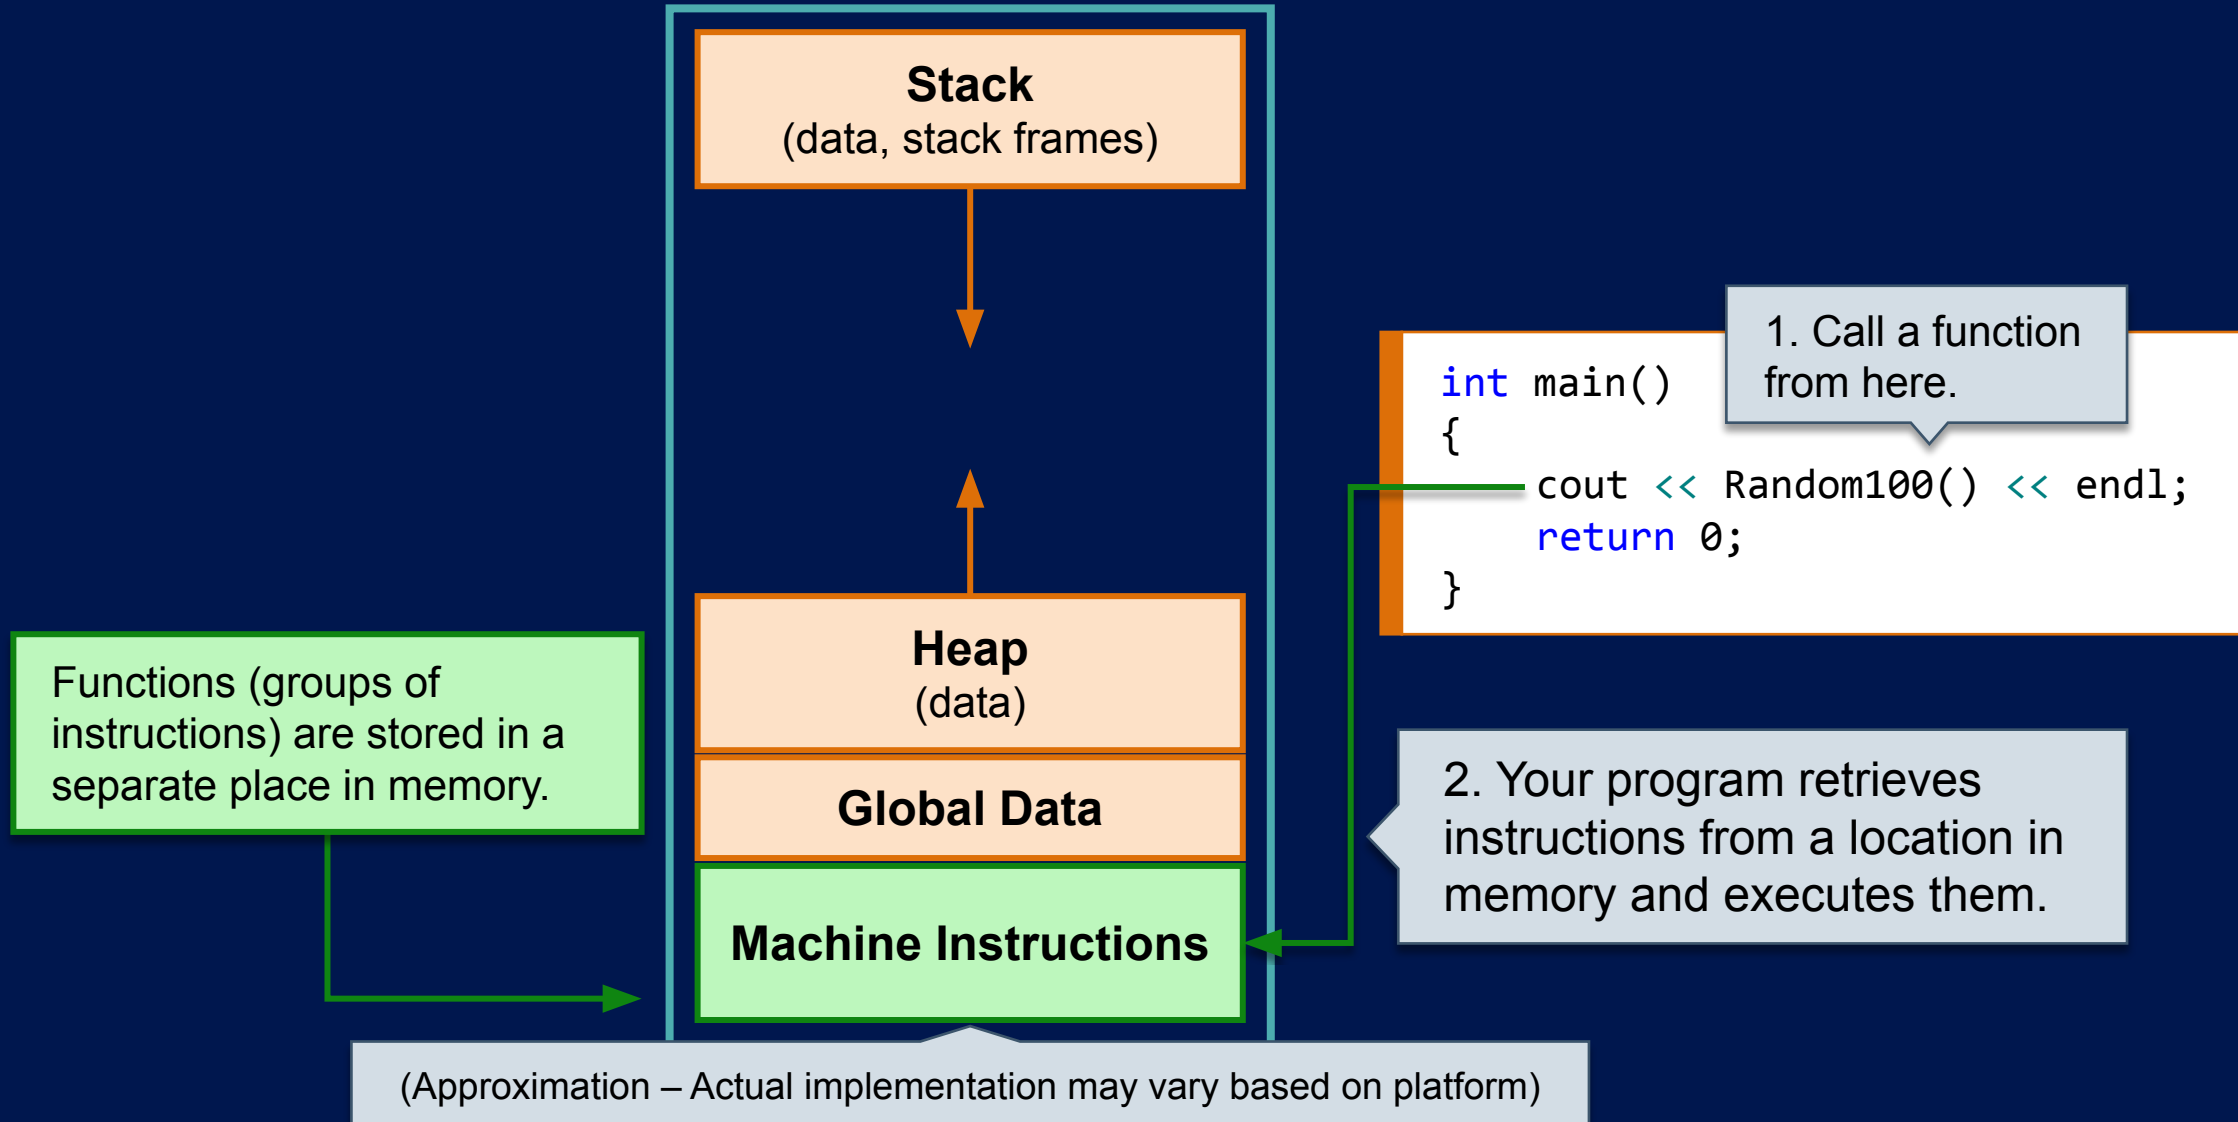 Stack
(data, stack frames)
1. Call a function
from here.
int main()
{
cout << Random100() << endl;
return 0;
}
Heap
(data)
Functions (groups of
instructions) are stored in a
separate place in memory.
Global Data
2. Your program retrieves
instructions from a location in
memory and executes them.
Machine Instructions
(Approximation – Actual implementation may vary based on platform)